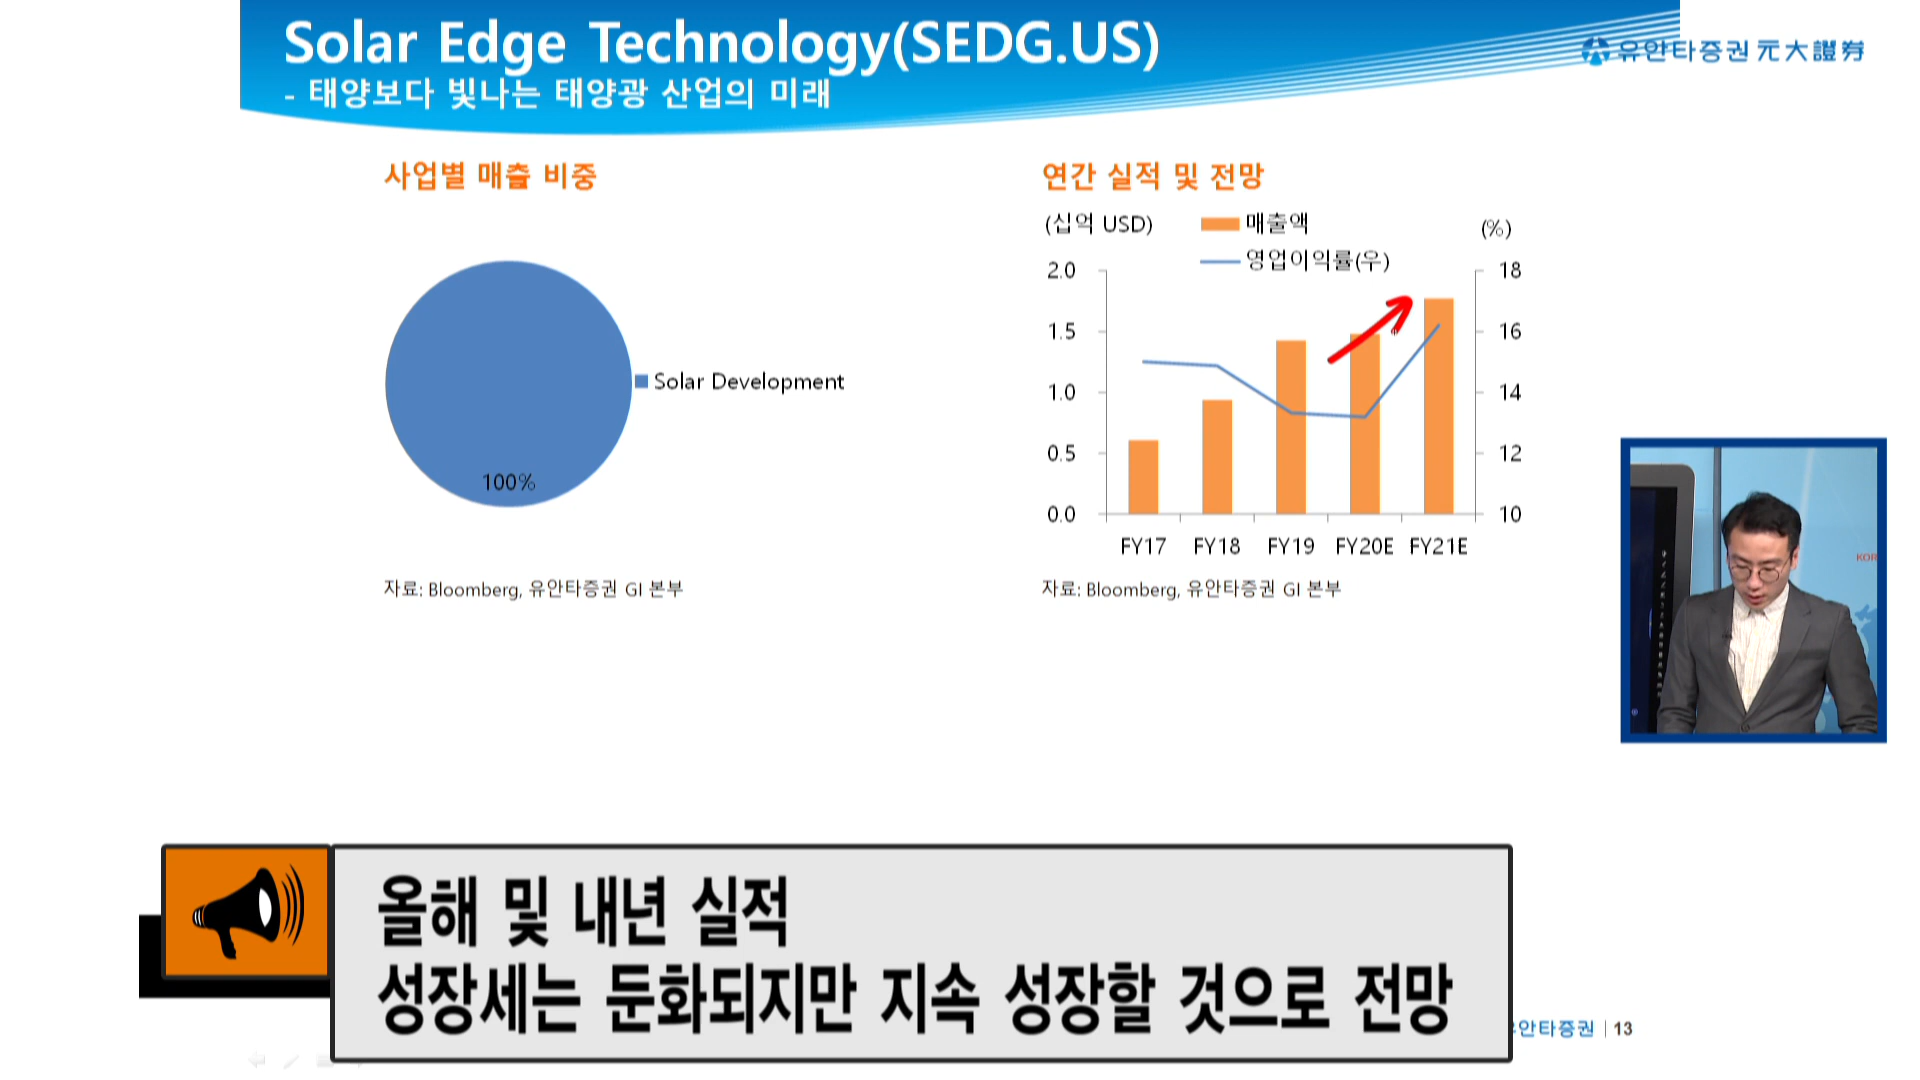 Solar Edge Technology(SEDG.US)
- 태양보다 빛나는 태양광 산업의 미래
유안타증권 元大證券
사업별 매출 비중
Solar Development
100%
자료: Bloomberg, 유안타증권 GI 본부
연간 실적 및 전망
(십억 USD)
매출액
(%)
영업이익률(우)
2.0
18
1.5
16
1.0
14
0.5
12
0.0
10
FY17 FY18 FY19 FY20E FY21E
자료: Bloomberg, 유안타증권 GI 본부
KOR
올해 및 내년 실적
성장세는 둔화되지만 지속 성장할 것으로 전망
안타증권 | 13